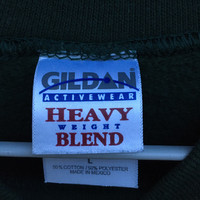 GILDAN
ACTIVEWEAR
HEAVY
WEIGHT
BLEND
L
50% COTTON / 50% POLYESTER
MADE IN MEXICO